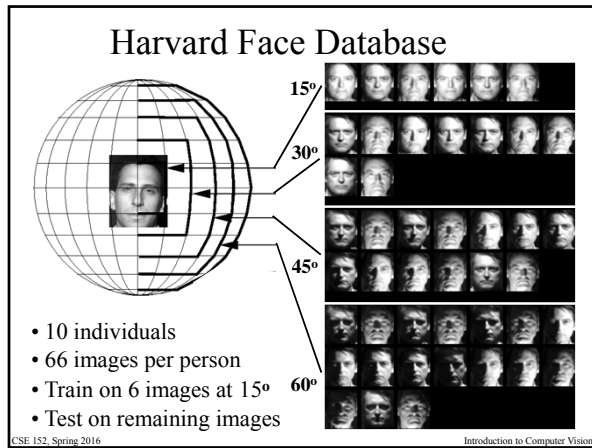 Harvard Face Database
15o
30o
45o
60o
• 10 individuals
• 66 images per person
• Train on 6 images at 15o
• Test on remaining images
CSE 152, Spring 2016
Introduction to Computer Vision